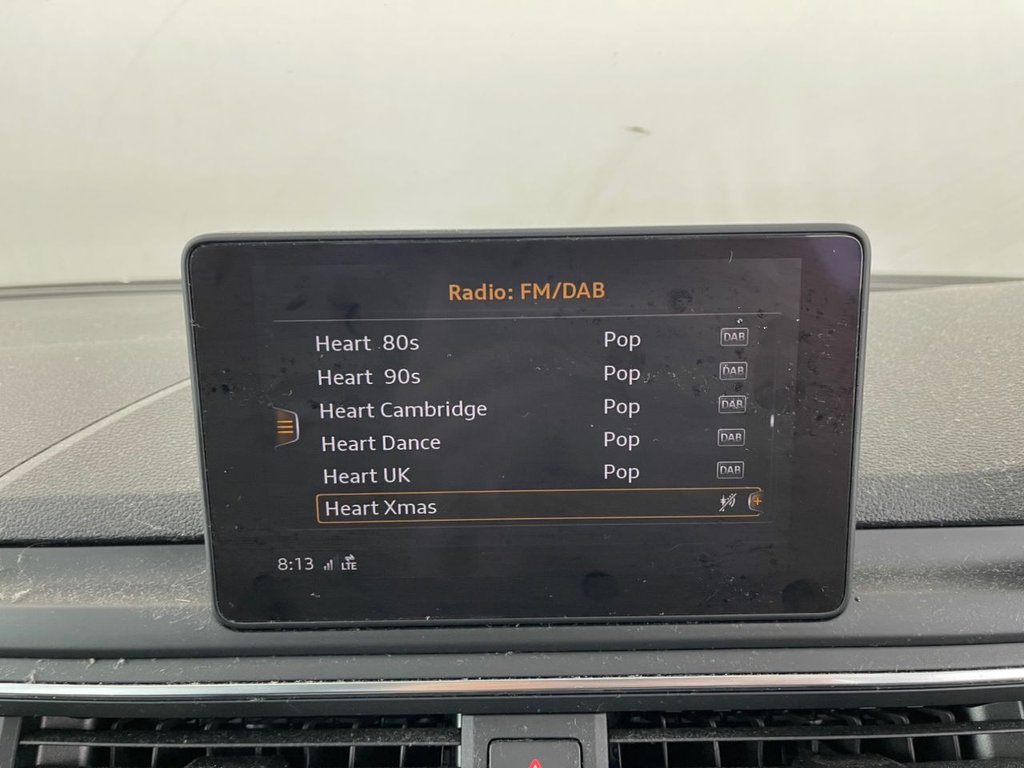 Radio: FM/DAB
Heart 80s Pop DAB
Heart 90s Pop DAB
Heart Cambridge Pop DAB
Heart Dance Pop DAB
Heart UK Pop DAB
Heart Xmas
8:13 LTE